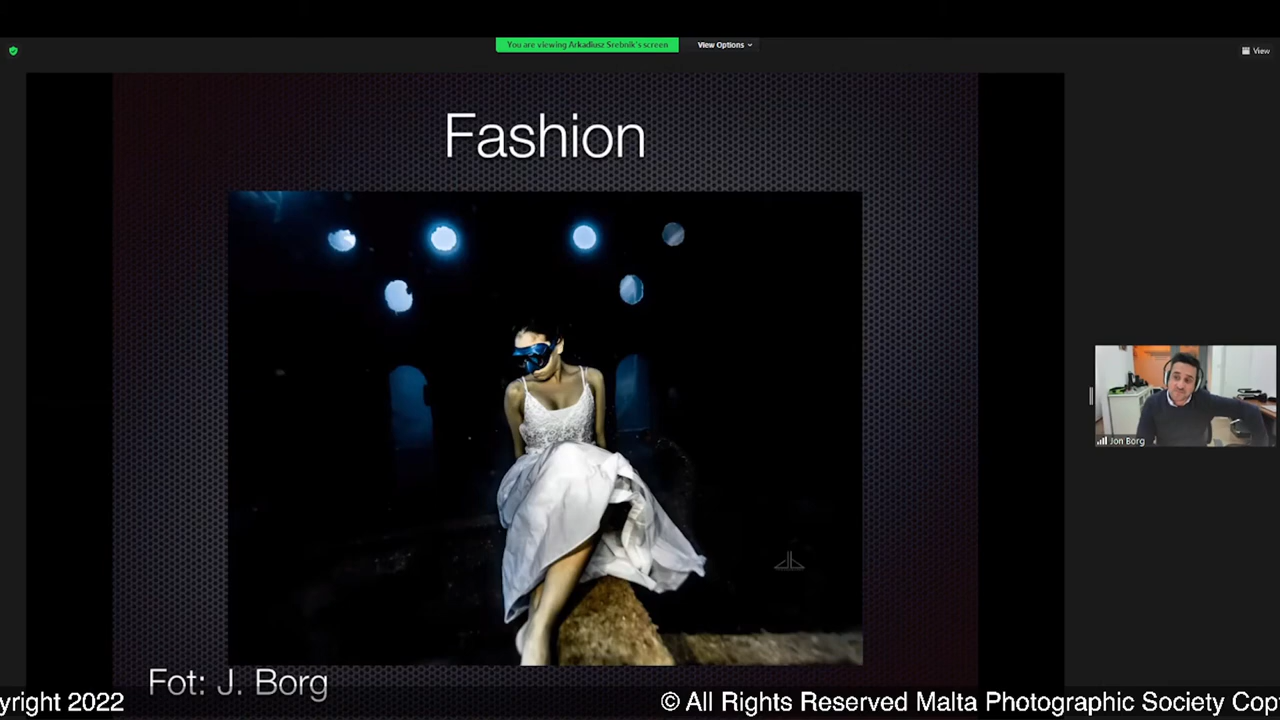 You are viewing Arkadiusz Srebnik's screen
View Options
View
Fashion
Jon Borg
Fot: J. Borg
yright 2022
© All Rights Reserved Malta Photographic Society Cop